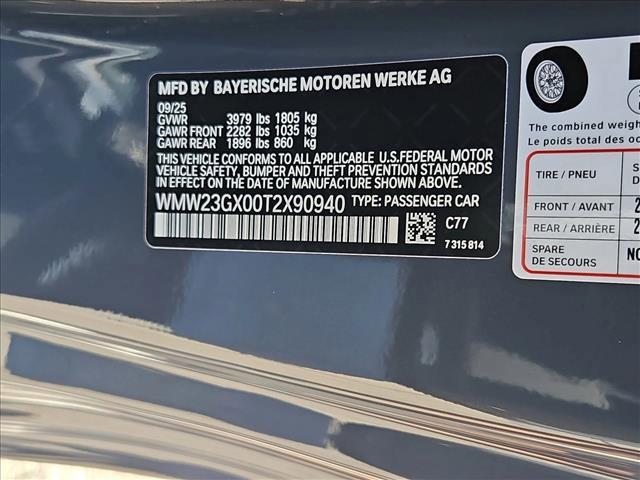 MFD BY BAYERISCHE MOTOREN WERKE AG
09/25
GVWR 3979 lbs 1805 kg
GAWR FRONT 2282 lbs 1035 kg
GAWR REAR 1896 lbs 860 kg
THIS VEHICLE CONFORMS TO ALL APPLICABLE U.S.FEDERAL MOTOR
VEHICLE SAFETY, BUMPER AND THEFT PREVENTION STANDARDS
IN EFFECT ON THE DATE OF MANUFACTURE SHOWN ABOVE.
WMW23GX00T2X90940 TYPE: PASSENGER CAR
C77
7 315 814
The combined weigh
Le poids total des oc
TIRE / PNEU
FRONT / AVANT 2
REAR / ARRIÈRE 2
SPARE
DE SECOURS